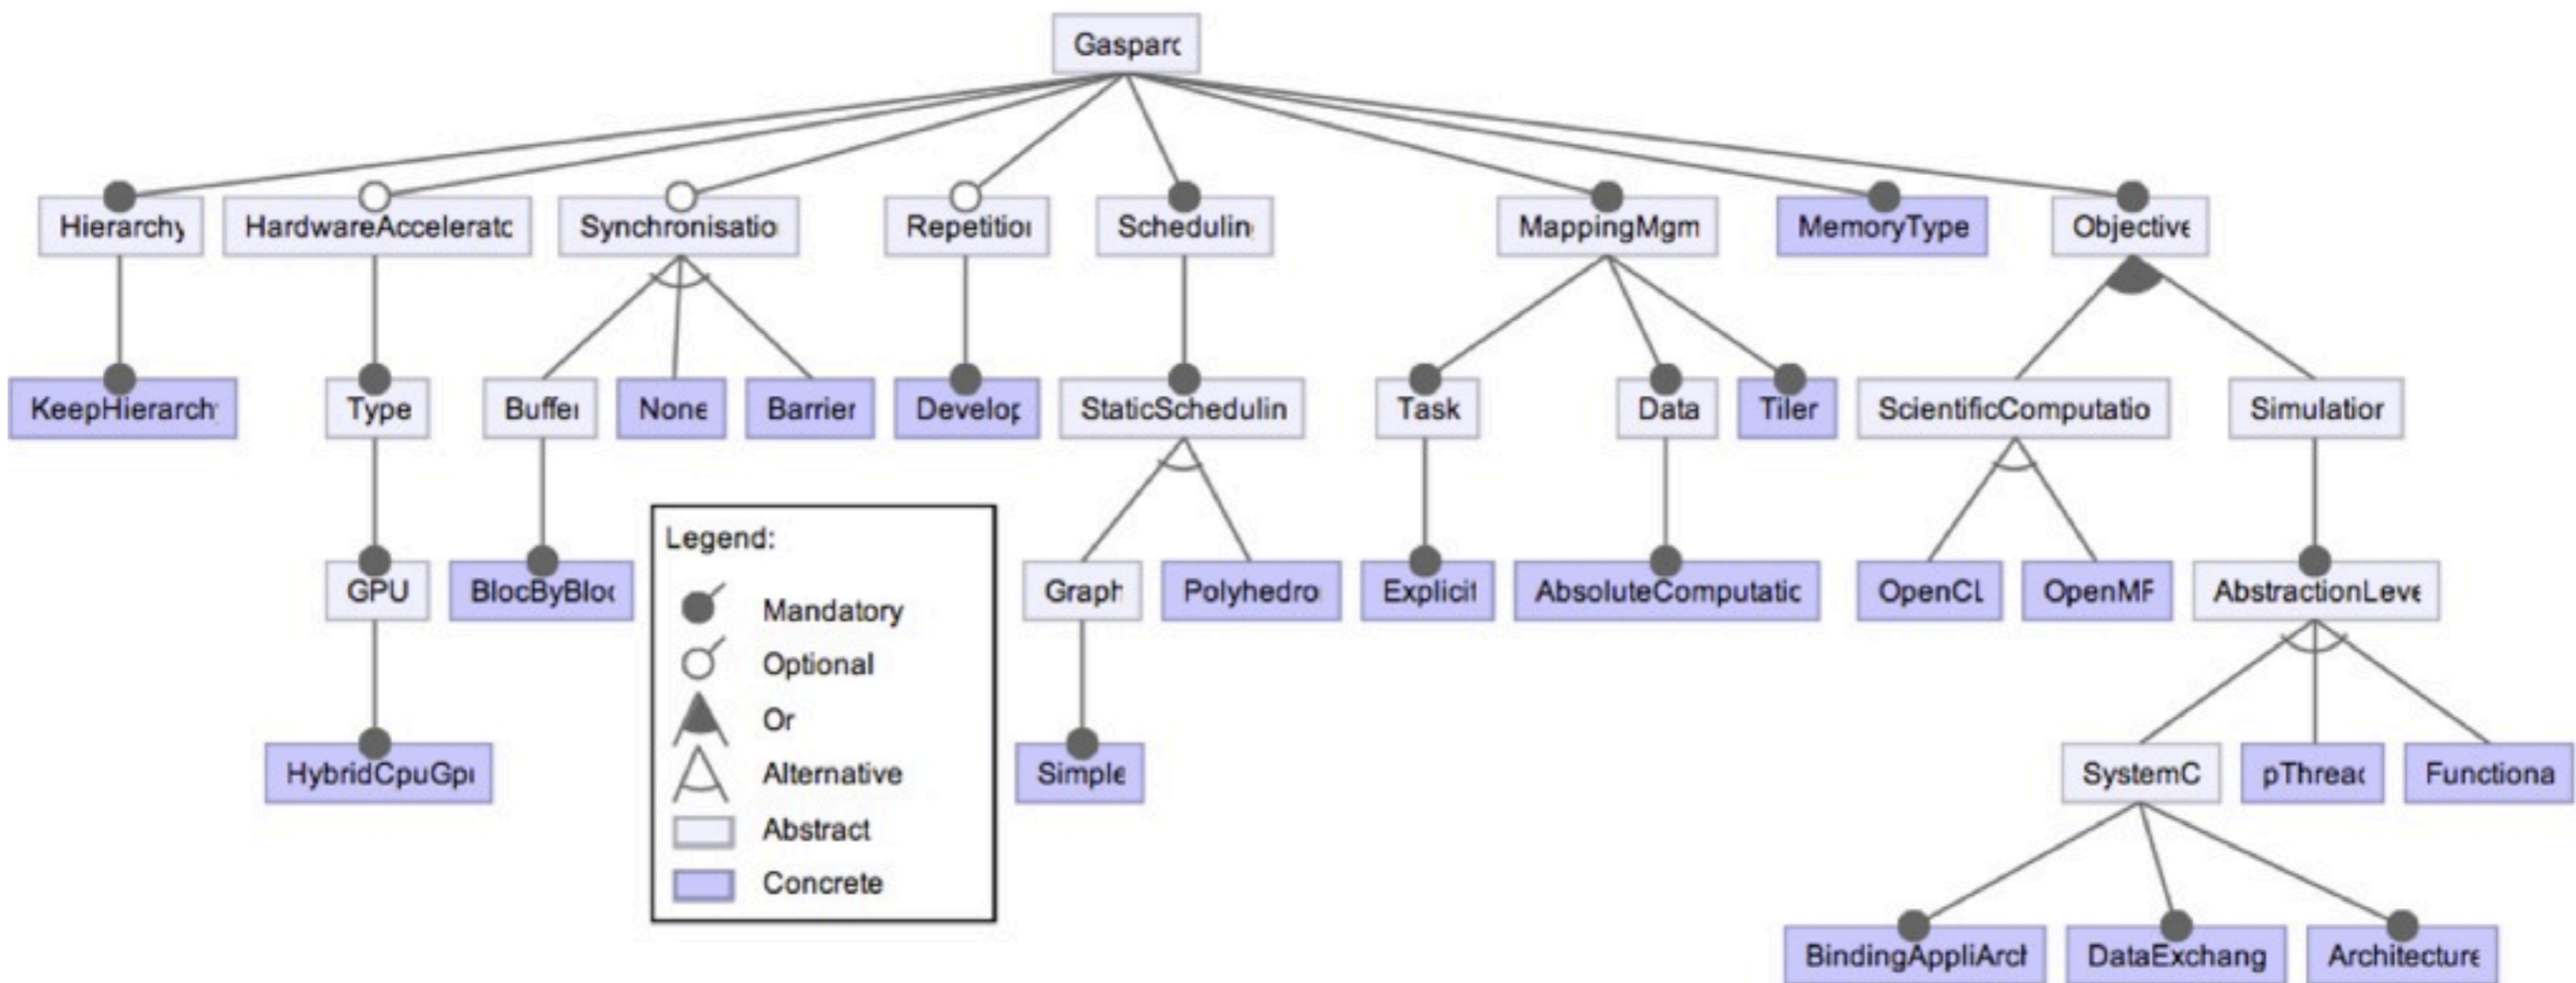 Gasparc
Hierarchy
HardwareAcceleratc
Synchronisatio
Repetition
Schedulin
MappingMgm
MemoryType
Objective
KeepHierarch
Type
Buffer
None
Barrier
Develop
StaticSchedulin
Task
Data
Tiler
ScientificComputatio
Simulation
GPU
BlocByBloc
Legend:
Mandatory
Optional
Or
Alternative
Abstract
Concrete
Graph
Polyhedro
Explicit
AbsoluteComputatic
OpenCL
OpenMP
AbstractionLeve
HybridCpuGpu
Simple
SystemC
pThread
Functiona
BindingAppliArch
DataExchang
Architecture